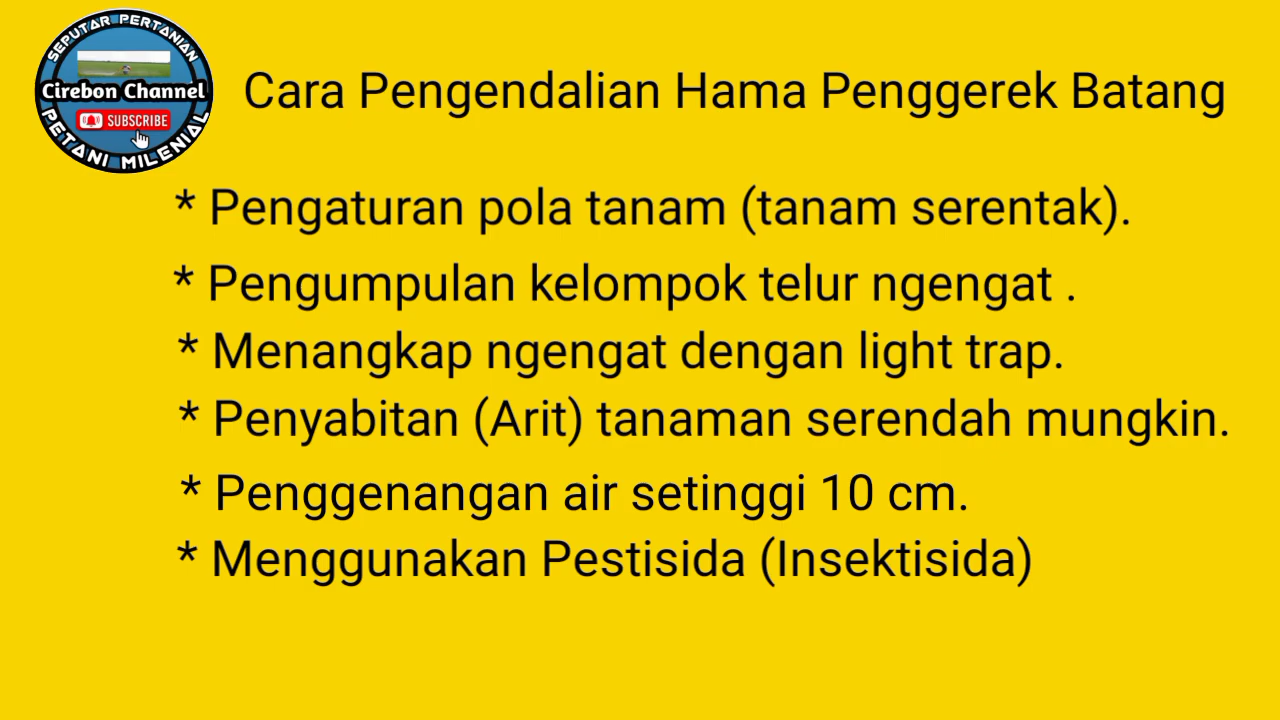 SEPUTAR PERTANIAN
Cirebon Channel
SUBSCRIBE
PETANI MILENIAL
Cara Pengendalian Hama Penggerek Batang
* Pengaturan pola tanam (tanam serentak).
* Pengumpulan kelompok telur ngengat .
* Menangkap ngengat dengan light trap.
* Penyabitan (Arit) tanaman serendah mungkin.
* Penggenangan air setinggi 10 cm.
* Menggunakan Pestisida (Insektisida)